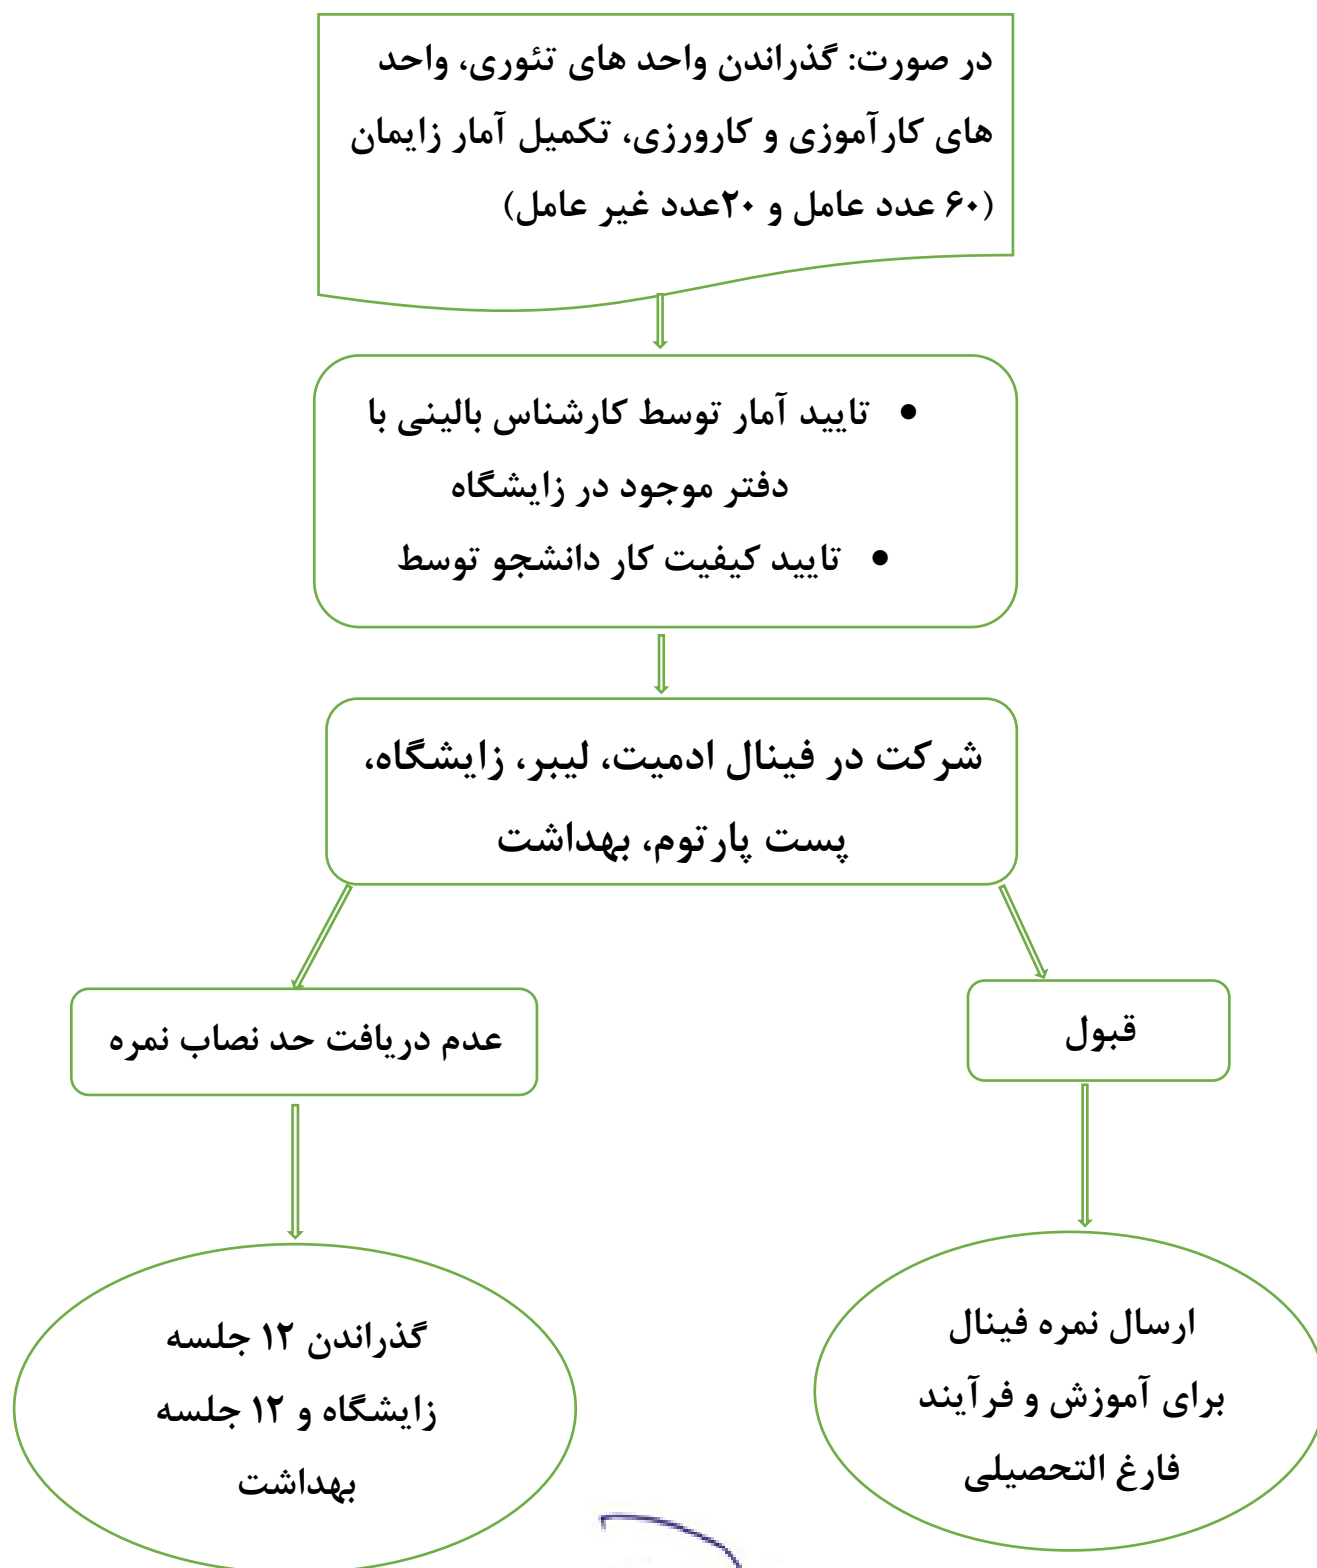 در صورت: گذراندن واحد های تئوری، واحد
های کارآموزی و کارورزی، تکمیل آمار زایمان
(۶۰ عدد عامل و ۲۰عدد غیر عامل)
• تایید آمار توسط کارشناس بالینی با
دفتر موجود در زایشگاه
• تایید کیفیت کار دانشجو توسط
شرکت در فینال ادمیت، لیبر، زایشگاه،
پست پارتوم، بهداشت
قبول
عدم دریافت حد نصاب نمره
ارسال نمره فینال
برای آموزش و فرآیند
فارغ التحصیلی
گذراندن ۱۲ جلسه
زایشگاه و ۱۲ جلسه
بهداشت